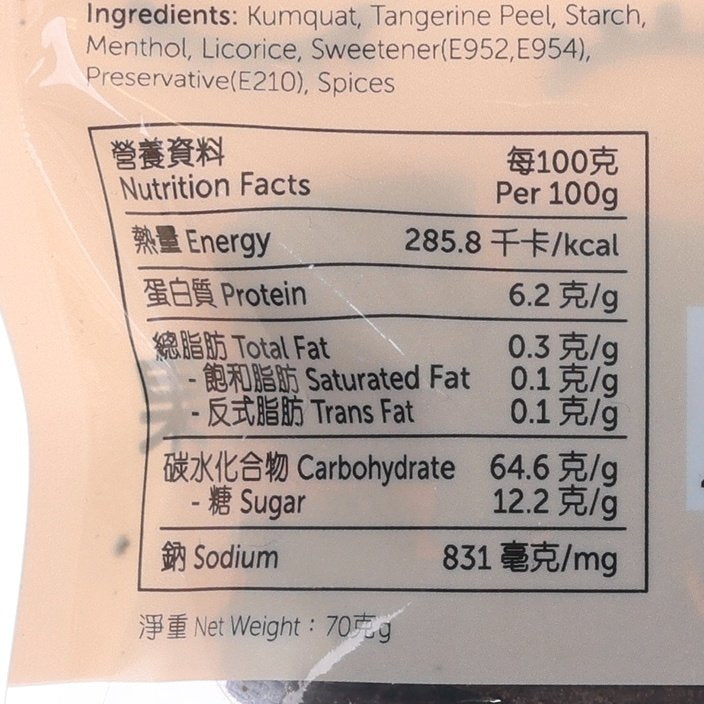 Ingredients: Kumquat, Tangerine Peel, Starch,
Menthol, Licorice, Sweetener(E952,E954),
Preservative(E210), Spices
營養資料 每100克
Nutrition Facts Per 100g
熱量 Energy 285.8 千卡/kcal
蛋白質 Protein 6.2 克/g
總脂肪 Total Fat 0.3 克/g
- 飽和脂肪 Saturated Fat 0.1 克/g
- 反式脂肪 Trans Fat 0.1 克/g
碳水化合物 Carbohydrate 64.6 克/g
- 糖 Sugar 12.2 克/g
鈉 Sodium 831 毫克/mg
淨重 Net Weight：70克g